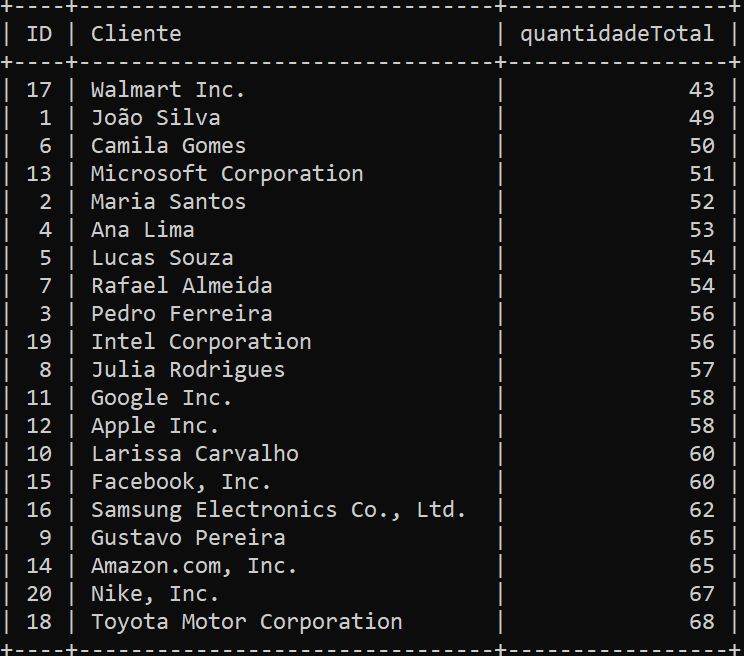 +----+--------------------------------+-----------------+
| ID | Cliente                        | quantidadeTotal |
+----+--------------------------------+-----------------+
| 17 | Walmart Inc.                   |              43 |
|  1 | João Silva                     |              49 |
|  6 | Camila Gomes                   |              50 |
| 13 | Microsoft Corporation          |              51 |
|  2 | Maria Santos                   |              52 |
|  4 | Ana Lima                       |              53 |
|  5 | Lucas Souza                    |              54 |
|  7 | Rafael Almeida                 |              54 |
|  3 | Pedro Ferreira                 |              56 |
| 19 | Intel Corporation              |              56 |
|  8 | Julia Rodrigues                |              57 |
| 11 | Google Inc.                    |              58 |
| 12 | Apple Inc.                     |              58 |
| 10 | Larissa Carvalho               |              60 |
| 15 | Facebook, Inc.                 |              60 |
| 16 | Samsung Electronics Co., Ltd.  |              62 |
|  9 | Gustavo Pereira                |              65 |
| 14 | Amazon.com, Inc.               |              65 |
| 20 | Nike, Inc.                     |              67 |
| 18 | Toyota Motor Corporation       |              68 |
+----+--------------------------------+-----------------+